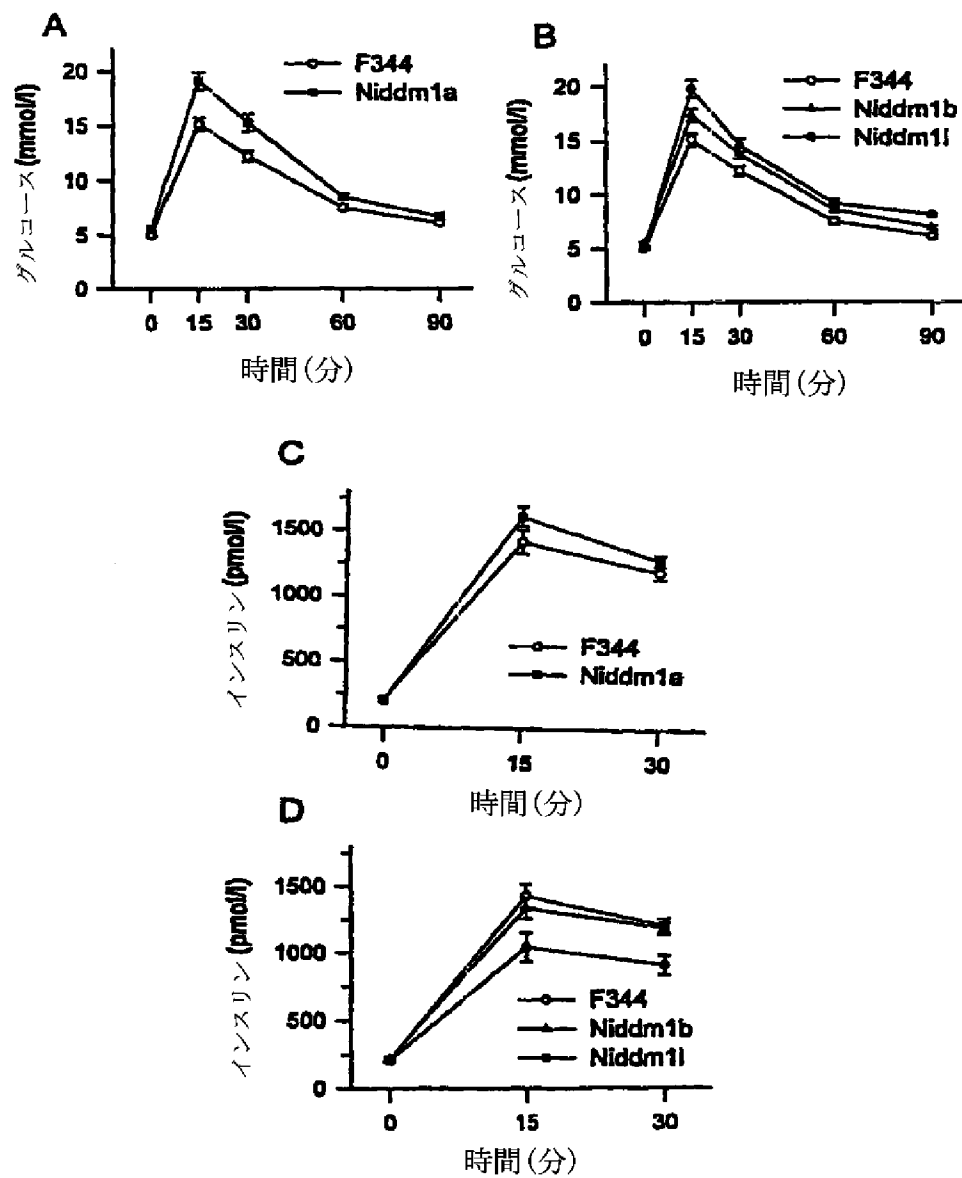 A
F344
Niddm1a
グルコース(mmol/l)
20
15
10
5
0
0 15 30 60 90
時間(分)
B
F344
Niddm1b
Niddm1i
グルコース(mmol/l)
20
15
10
5
0
0 15 30 60 90
時間(分)
C
インスリン(pmol/l)
1500
1000
500
0
F344
Niddm1a
0 15 30
時間(分)
D
インスリン(pmol/l)
1500
1000
500
0
F344
Niddm1b
Niddm1i
0 15 30
時間(分)